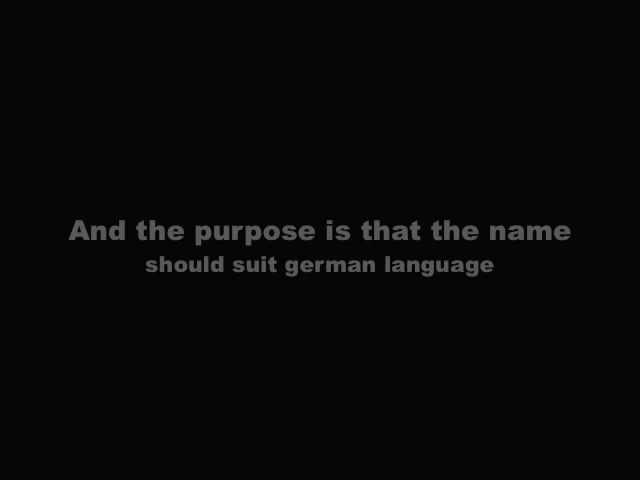 And the purpose is that the name
should suit german language